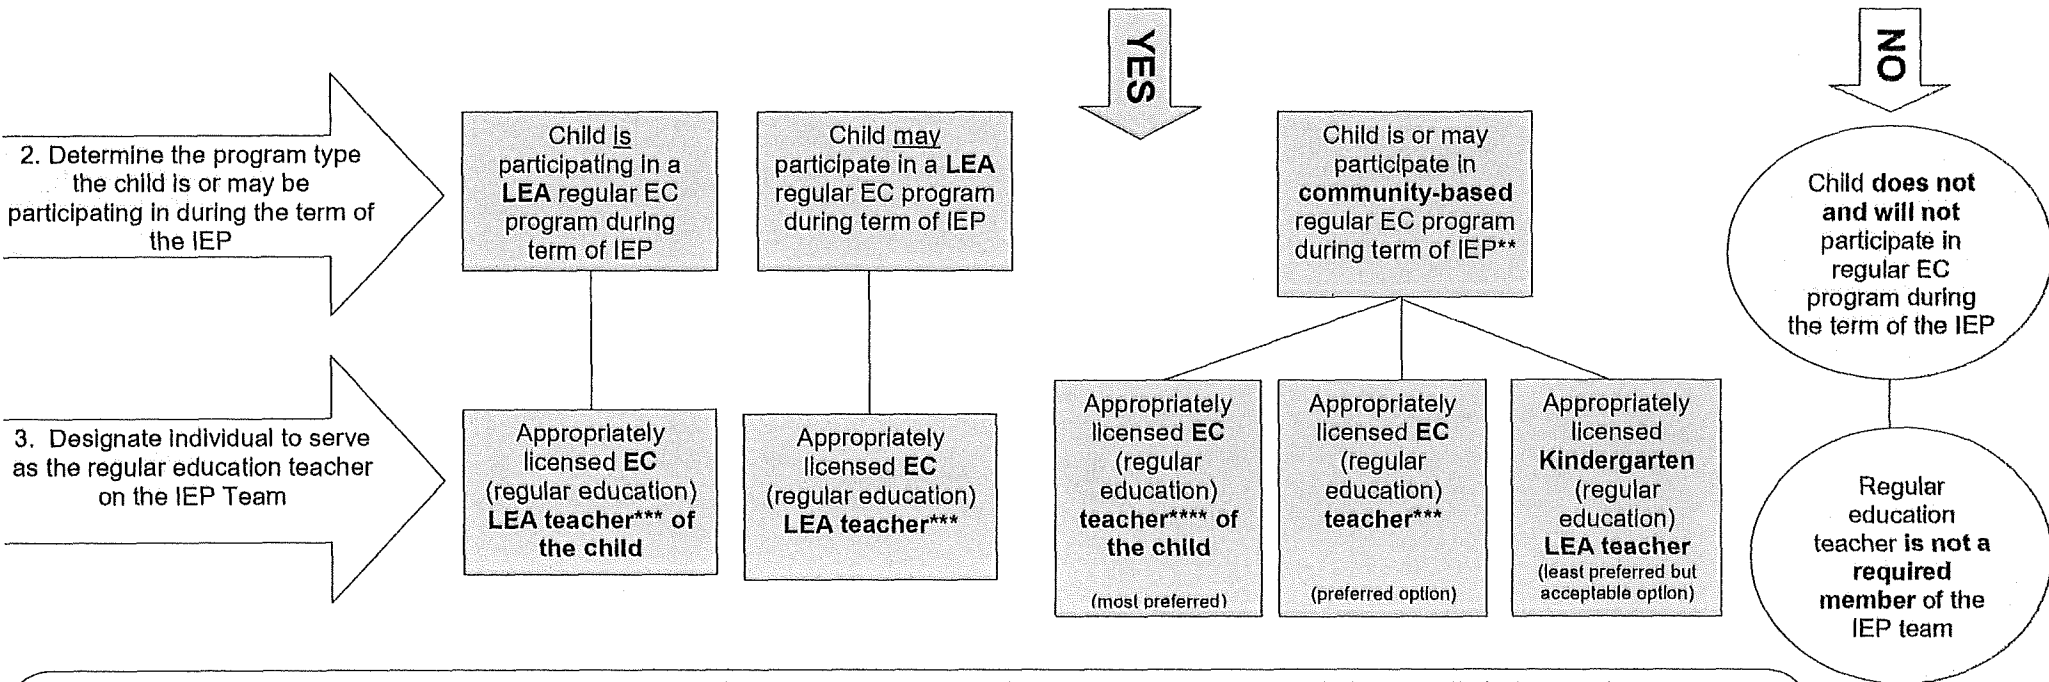 YES
NO
2. Determine the program type
the child is or may be
participating in during the term of
the IEP
Child is
participating in a
LEA regular EC
program during
term of IEP
Child may
participate in a LEA
regular EC program
during term of IEP
Child is or may
participate in
community-based
regular EC program
during term of IEP**
Child does not
and will not
participate in
regular EC
program during
the term of the IEP
3. Designate individual to serve
as the regular education teacher
on the IEP Team
Appropriately
licensed EC
(regular education)
LEA teacher*** of
the child
Appropriately
licensed EC
(regular education)
LEA teacher***
Appropriately
licensed EC
(regular
education)
teacher**** of
the child
(most preferred)
Appropriately
licensed EC
(regular
education)
teacher***
(preferred option)
Appropriately
licensed
Kindergarten
(regular
education)
LEA teacher
(least preferred but
acceptable option)
Regular
education
teacher is not a
required
member of the
IEP team